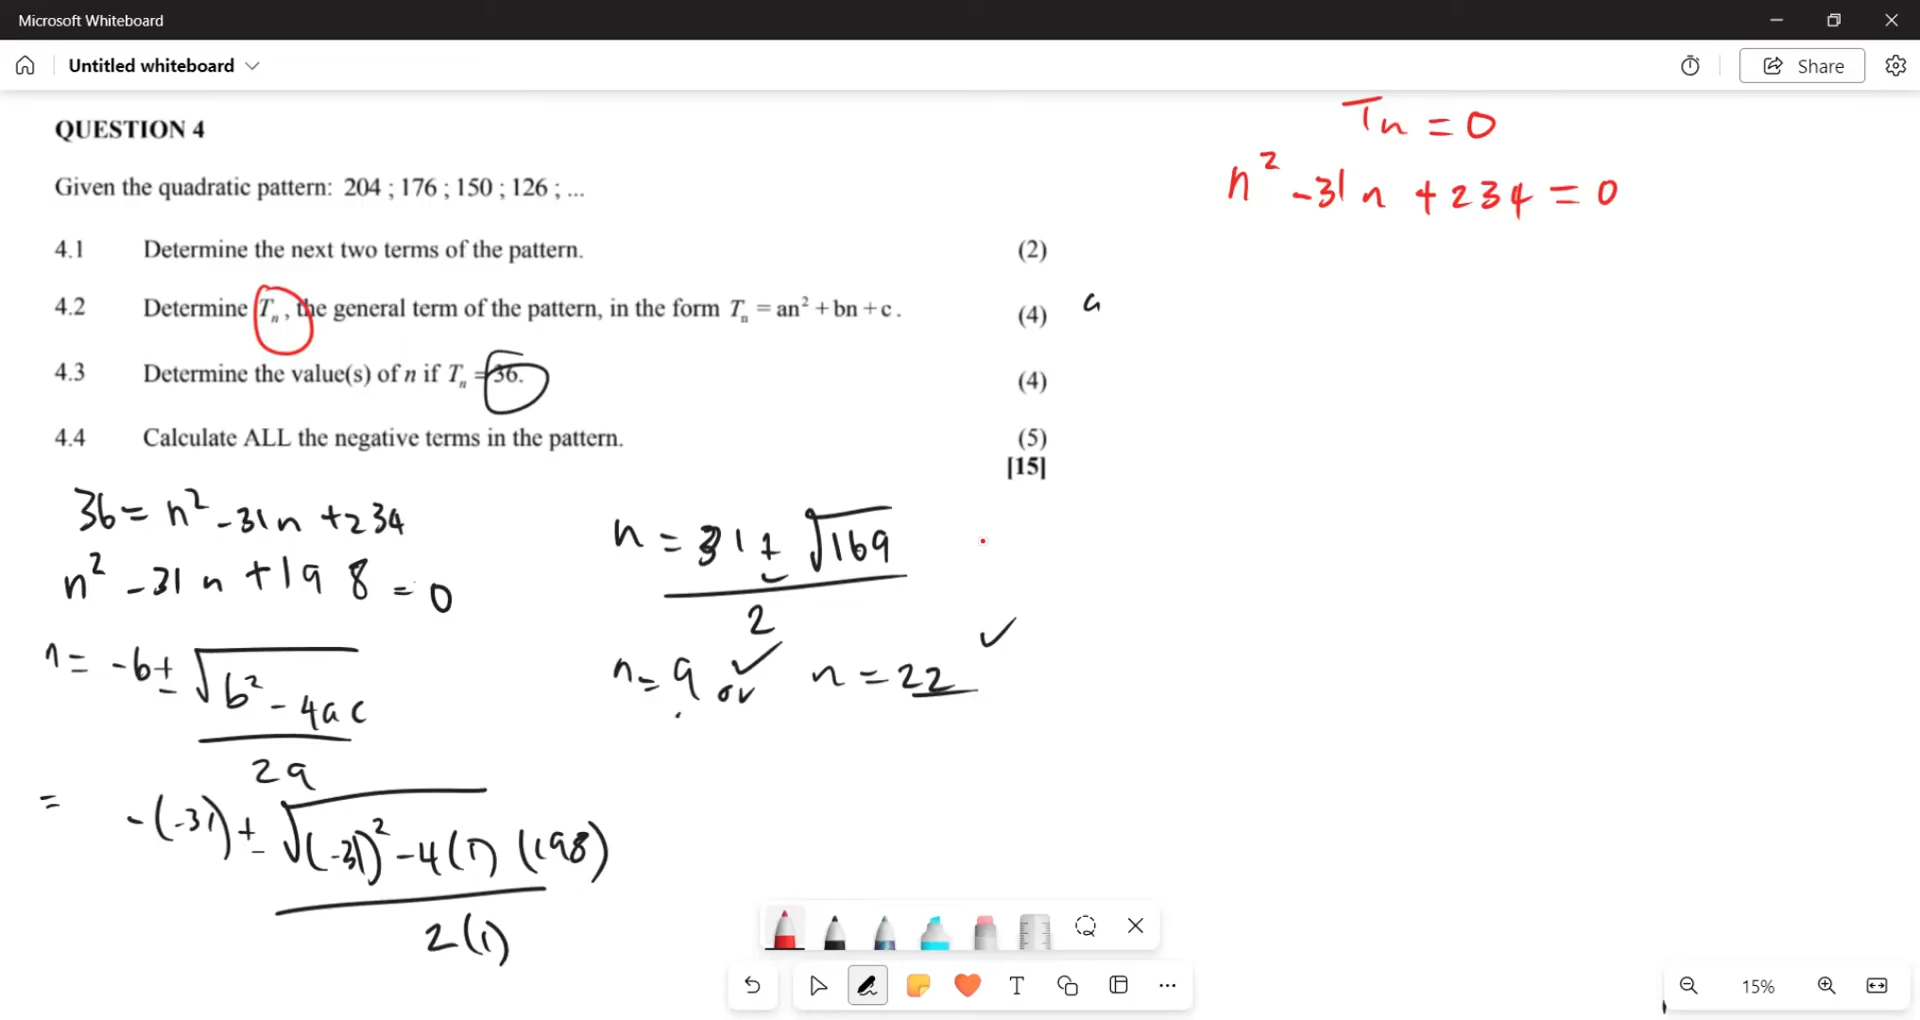 Microsoft Whiteboard
Untitled whiteboard
Share
QUESTION 4
Given the quadratic pattern: 204 ; 176 ; 150 ; 126 ; ...
4.1 Determine the next two terms of the pattern. (2)
4.2 Determine Tₙ, the general term of the pattern, in the form Tₙ = an² + bn + c. (4)
4.3 Determine the value(s) of n if Tₙ = 36. (4)
4.4 Calculate ALL the negative terms in the pattern. (5)
[15]
Tn = 0
n² - 31n + 234 = 0
a
36 = n² - 31n + 234
n² - 31n + 198 = 0
n = -b ± √b² - 4ac
2a
= -(-31) ± √(-31)² - 4(1)(198)
2(1)
n = 31 ± √169
2
n = 9 ✓ or n = 22 ✓
T
15%